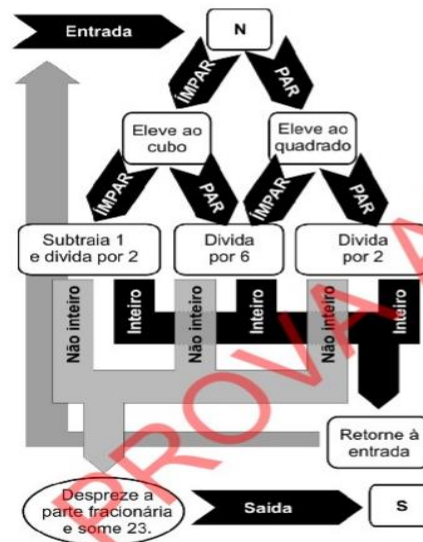 Entrada
N
ÍMPAR
PAR
Eleve ao
cubo
Eleve ao
quadrado
ÍMPAR
PAR
ÍMPAR
PAR
Subtraia 1
e divida por 2
Divida
por 6
Divida
por 2
Não inteiro
Inteiro
Não inteiro
Inteiro
Não inteiro
Inteiro
Retorne à
entrada
Despreze a
parte fracionária
e some 23.
Saída
S
PROVA A